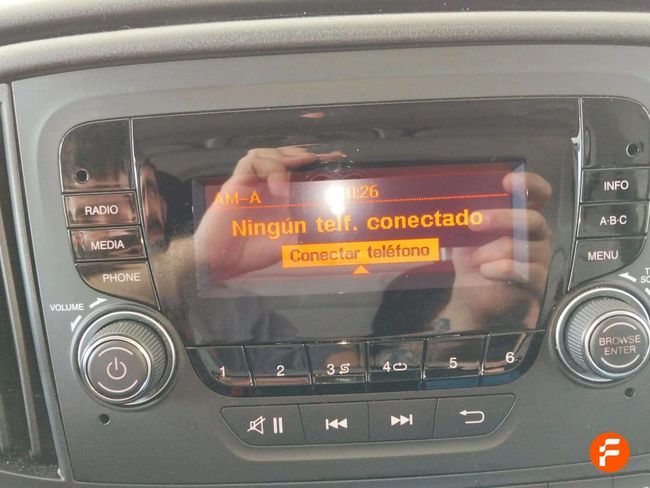 AM-A 0:26
Ningún telf. conectado
Conectar teléfono
RADIO
MEDIA
PHONE
VOLUME
INFO
A-B-C
MENU
BROWSE
ENTER
1 2 3 4 5 6